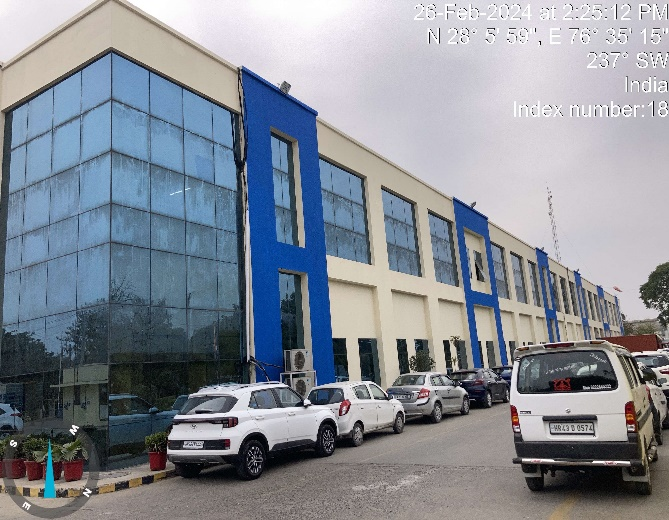 26-Feb-2024 at 2:25:12 PM
N 28° 5' 59", E 76° 35' 15"
237° SW
India
Index number:18
HR43 D 0574
N
E
S
W